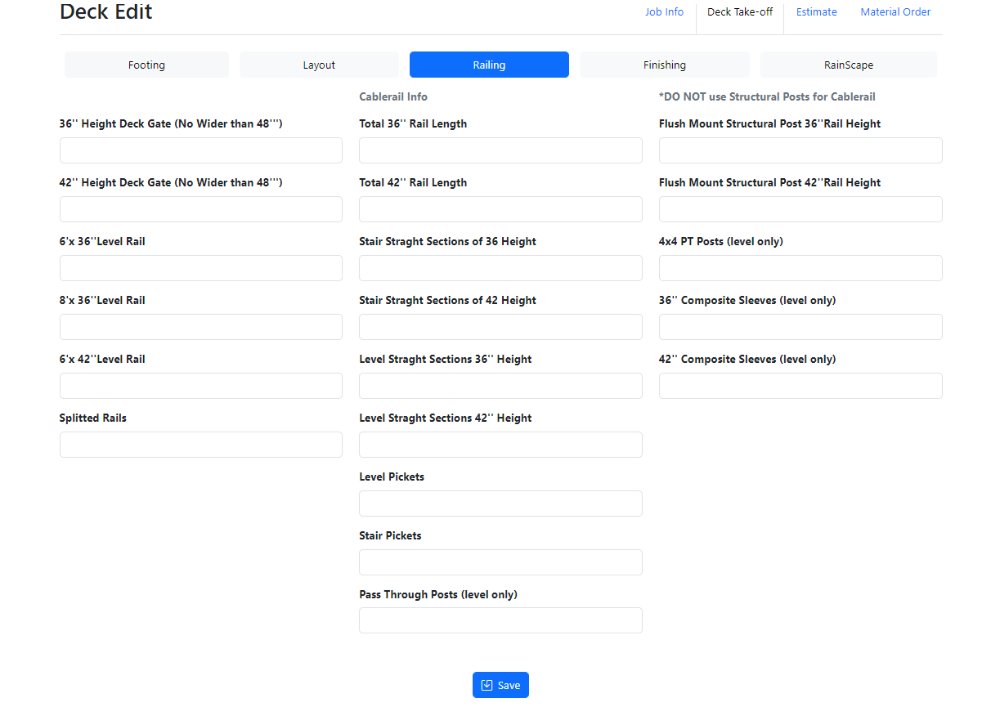 Deck Edit
Job Info
Deck Take-off
Estimate
Material Order
Footing
Layout
Railing
Finishing
RainScape
36'' Height Deck Gate (No Wider than 48''')
42'' Height Deck Gate (No Wider than 48''')
6'x 36''Level Rail
8'x 36''Level Rail
6'x 42''Level Rail
Splitted Rails
Cablerail Info
Total 36'' Rail Length
Total 42'' Rail Length
Stair Straght Sections of 36 Height
Stair Straght Sections of 42 Height
Level Straght Sections 36'' Height
Level Straght Sections 42'' Height
Level Pickets
Stair Pickets
Pass Through Posts (level only)
*DO NOT use Structural Posts for Cablerail
Flush Mount Structural Post 36''Rail Height
Flush Mount Structural Post 42''Rail Height
4x4 PT Posts (level only)
36'' Composite Sleeves (level only)
42'' Composite Sleeves (level only)
Save